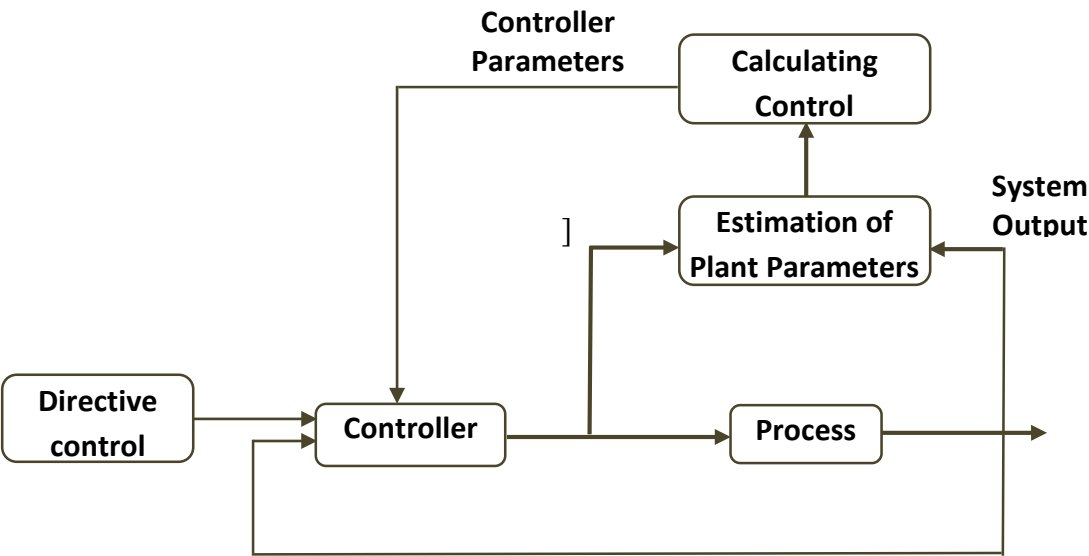 Controller
Parameters
Calculating
Control
System
Output
Estimation of
Plant Parameters
]
Directive
control
Controller
Process